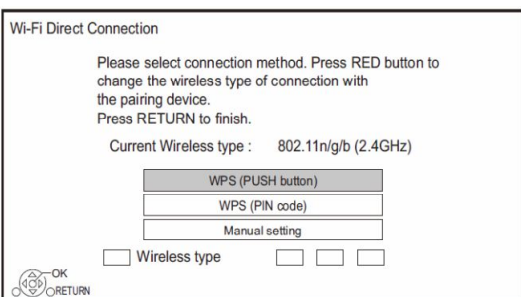 Wi-Fi Direct Connection
Please select connection method. Press RED button to
change the wireless type of connection with
the pairing device.
Press RETURN to finish.
Current Wireless type : 802.11n/g/b (2.4GHz)
WPS (PUSH button)
WPS (PIN code)
Manual setting
Wireless type
OK
RETURN